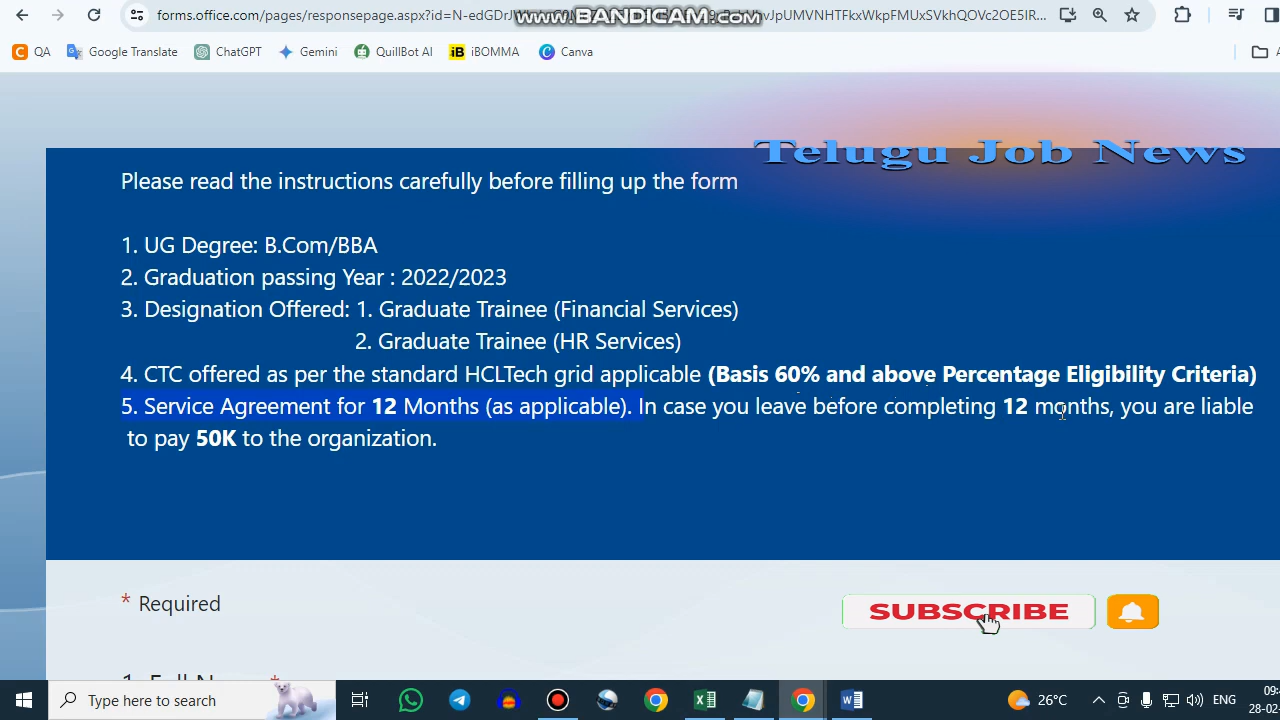 forms.office.com/pages/responsepage.aspx?id=N-edGDrJW
www.BANDICAM.com
QA Google Translate ChatGPT Gemini QuillBot AI iB iBOMMA Canva
Telugu Job News
Please read the instructions carefully before filling up the form
1. UG Degree: B.Com/BBA
2. Graduation passing Year : 2022/2023
3. Designation Offered: 1. Graduate Trainee (Financial Services)
2. Graduate Trainee (HR Services)
4. CTC offered as per the standard HCLTech grid applicable (Basis 60% and above Percentage Eligibility Criteria)
5. Service Agreement for 12 Months (as applicable). In case you leave before completing 12 months, you are liable
to pay 50K to the organization.
* Required
SUBSCRIBE
Type here to search
26°C
ENG